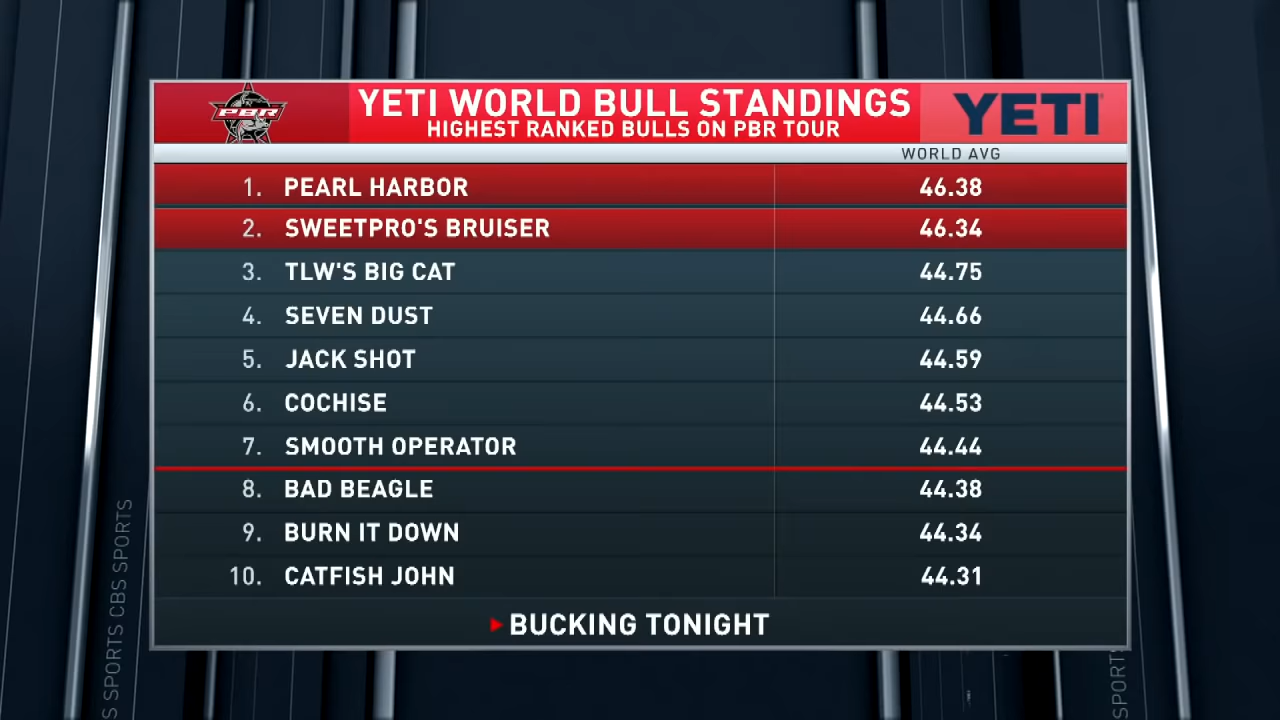 PBR
YETI WORLD BULL STANDINGS
HIGHEST RANKED BULLS ON PBR TOUR
YETI
WORLD AVG
1. PEARL HARBOR 46.38
2. SWEETPRO'S BRUISER 46.34
3. TLW'S BIG CAT 44.75
4. SEVEN DUST 44.66
5. JACK SHOT 44.59
6. COCHISE 44.53
7. SMOOTH OPERATOR 44.44
8. BAD BEAGLE 44.38
9. BURN IT DOWN 44.34
10. CATFISH JOHN 44.31
BUCKING TONIGHT
S SPORTS CBS SPORTS
SPORTS